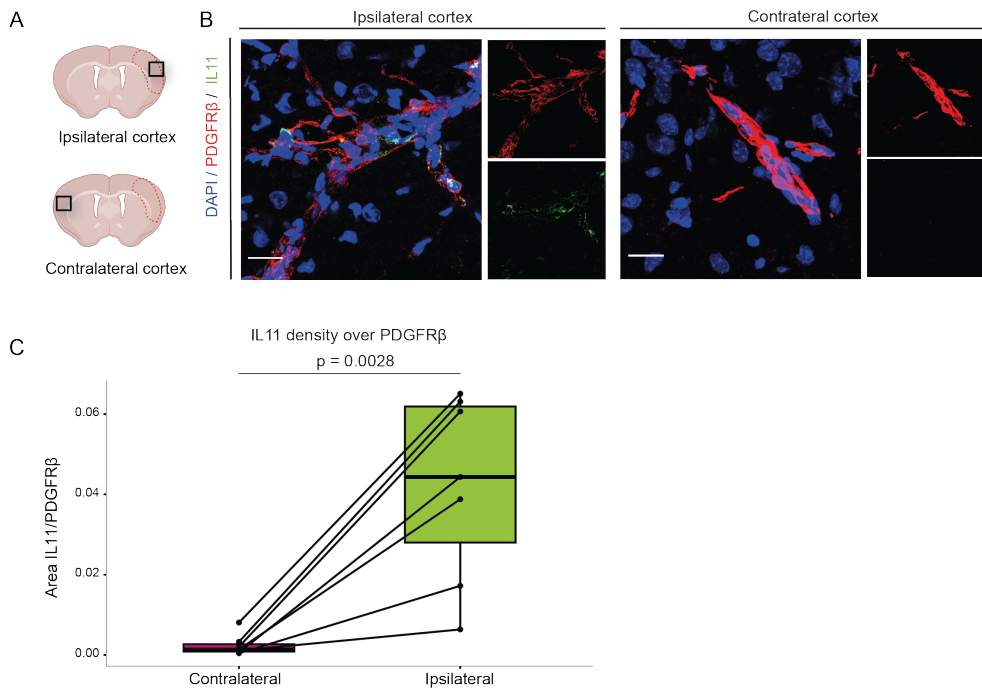 A
Ipsilateral cortex
Contralateral cortex
B
Ipsilateral cortex
Contrateral cortex
DAPI / PDGFRβ / IL11
C
IL11 density over PDGFRβ
p = 0.0028
Area IL11/PDGFRβ
0.06
0.04
0.02
0.00
Contralateral
Ipsilateral